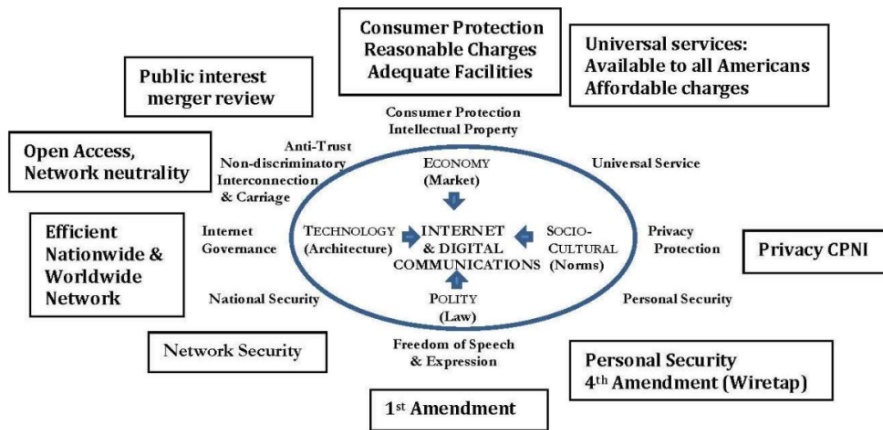 Consumer Protection
Reasonable Charges
Adequate Facilities
Universal services:
Available to all Americans
Affordable charges
Public interest
merger review
Consumer Protection
Intellectual Property
Open Access,
Network neutrality
Anti-Trust
Non-discriminatory
Interconnection
& Carriage
ECONOMY
(Market)
Universal Service
Efficient
Nationwide &
Worldwide
Network
Internet
Governance
TECHNOLOGY
(Architecture)
INTERNET
& DIGITAL
COMMUNICATIONS
SOCIO-
CULTURAL
(Norms)
Privacy
Protection
Privacy CPNI
National Security
POLITY
(Law)
Personal Security
Network Security
Freedom of Speech
& Expression
Personal Security
4th Amendment (Wiretap)
1st Amendment